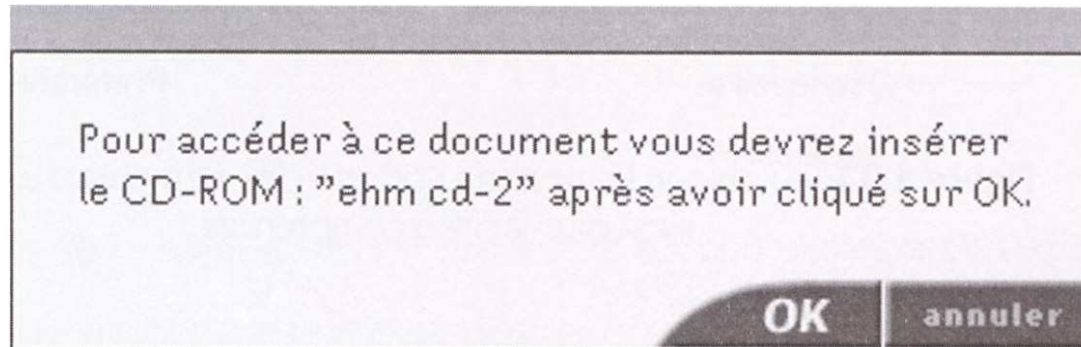 Pour accéder à ce document vous devrez insérer
le CD-ROM : ”ehm cd-2” après avoir cliqué sur OK.
OK annuler